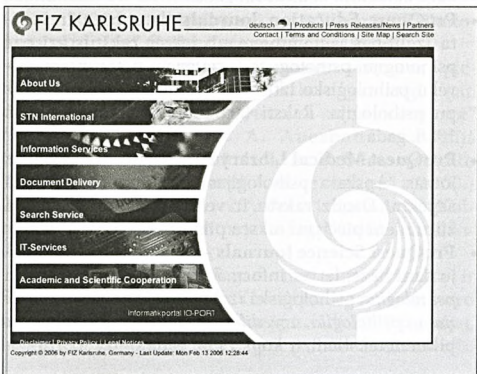 FIZ KARLSRUHE
deutsch | Products | Press Releases/News | Partners
Contact | Terms and Conditions | Site Map | Search Site
About Us
STN International
Information Services
Document Delivery
Search Service
IT-Services
Academic and Scientific Cooperation
informatikportal IO-PORT
Disclaimer | Privacy Policy | Legal Notices
Copyright © 2006 by FIZ Karlsruhe, Germany - Last Update: Mon Feb 13 2006 12:28:44